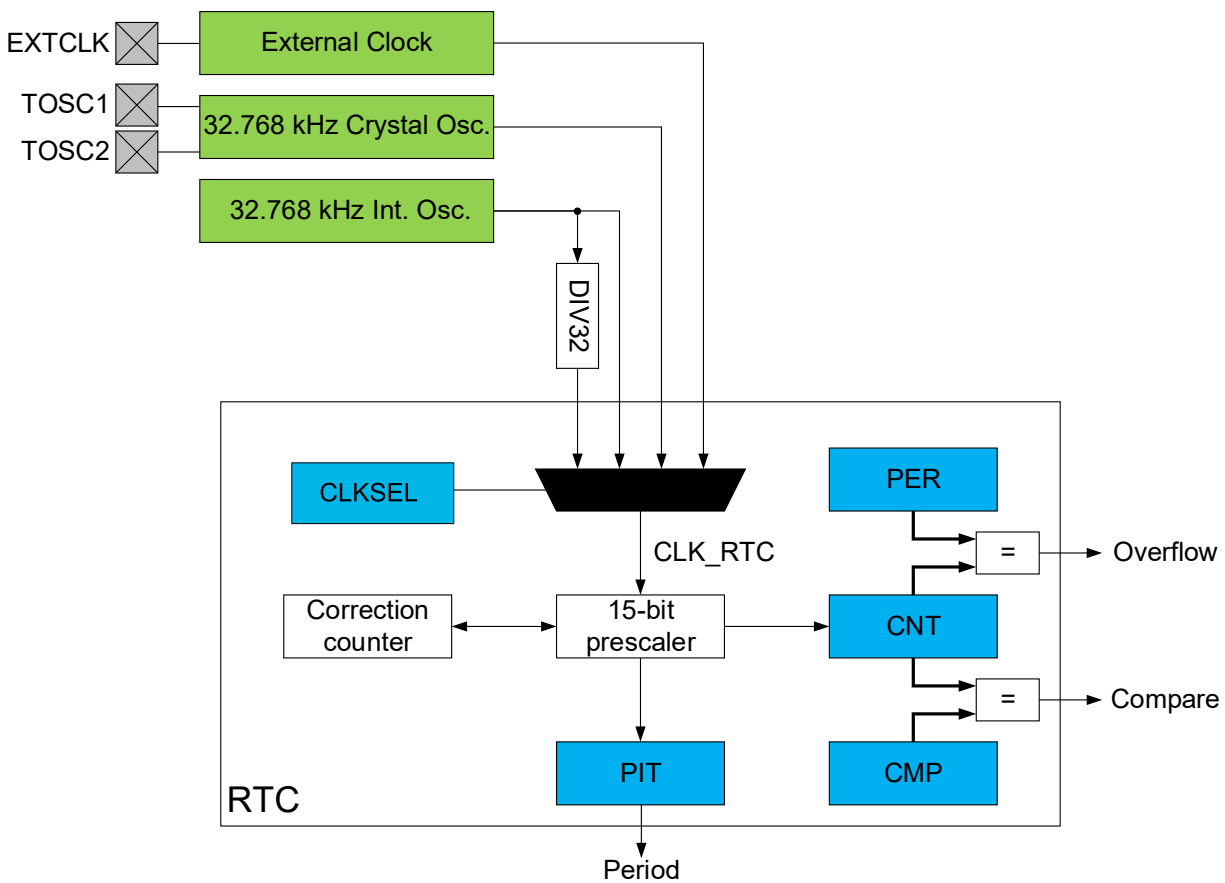 EXTCLK
External Clock
TOSC1
TOSC2
32.768 kHz Crystal Osc.
32.768 kHz Int. Osc.
DIV32
CLKSEL
PER
CLK_RTC
=
Overflow
Correction
counter
15-bit
prescaler
CNT
=
Compare
PIT
CMP
RTC
Period